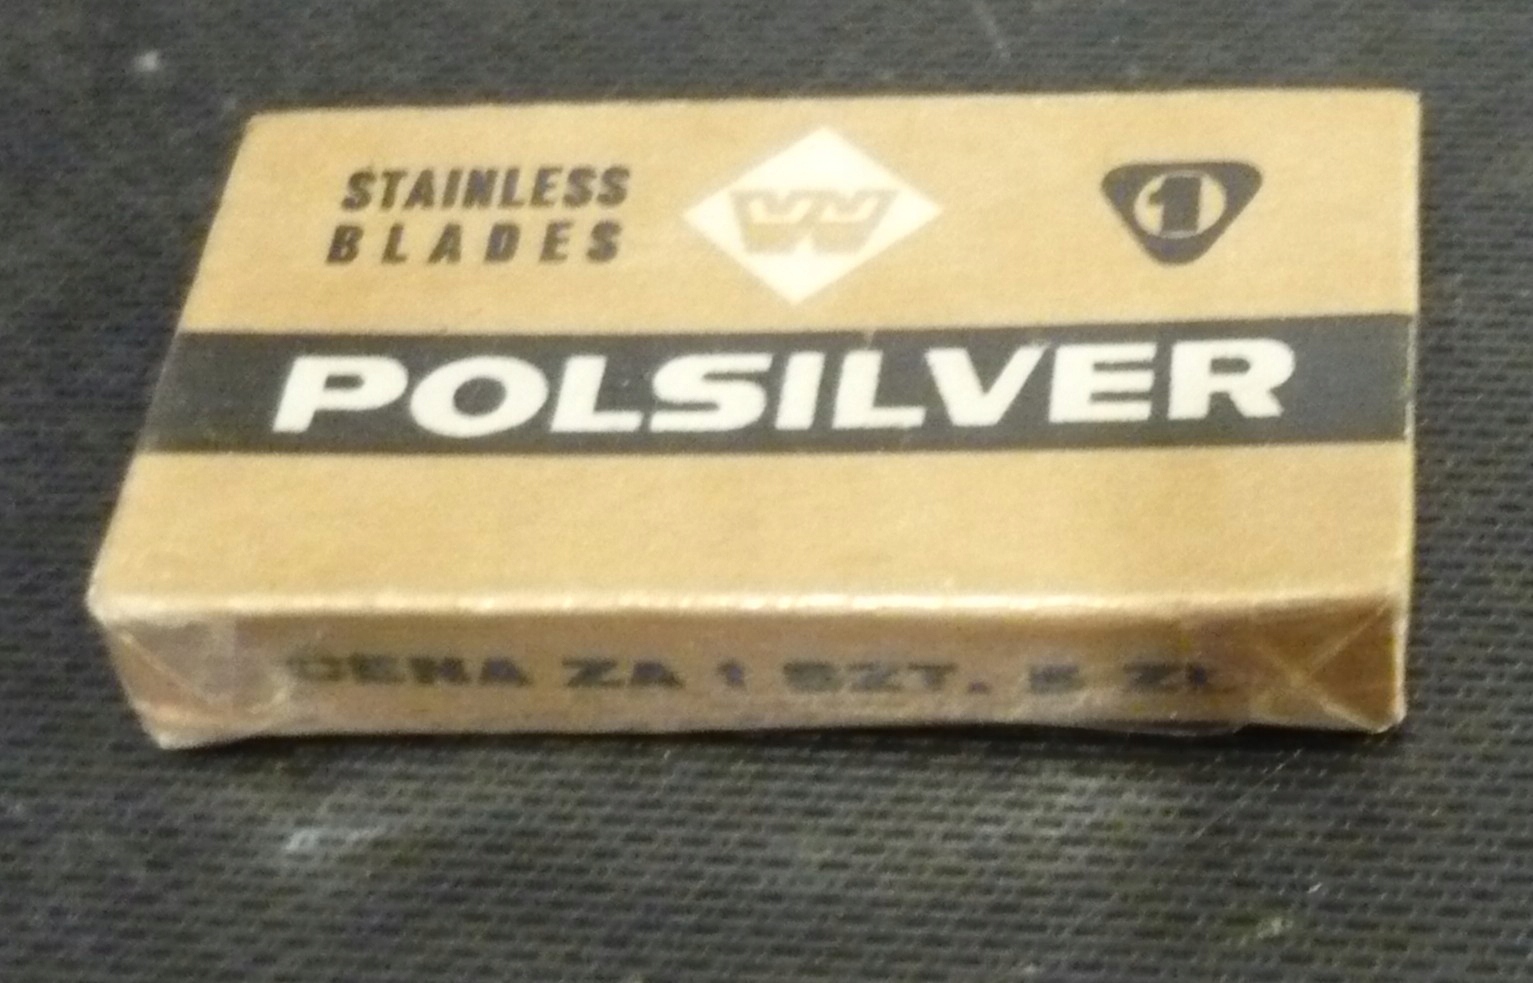 STAINLESS
BLADES
W
1
POLSILVER
CENA ZA 1 SZT. 5 ZŁ